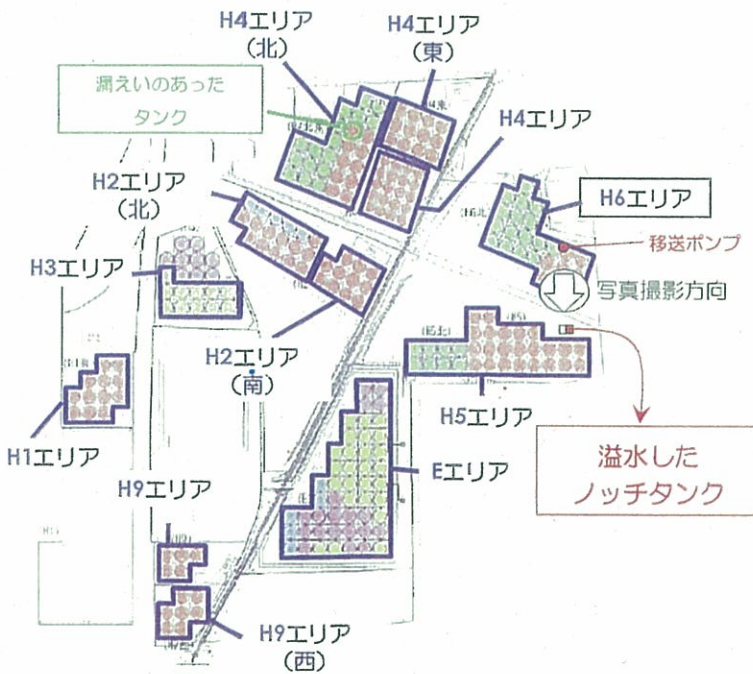 H4エリア
(北)
H4エリア
(東)
漏えいのあった
タンク
H4エリア
H2エリア
(北)
H6エリア
移送ポンプ
H3エリア
写真撮影方向
H2エリア
(南)
H5エリア
H1エリア
Eエリア
溢水した
ノッチタンク
H9エリア
H9エリア
(西)